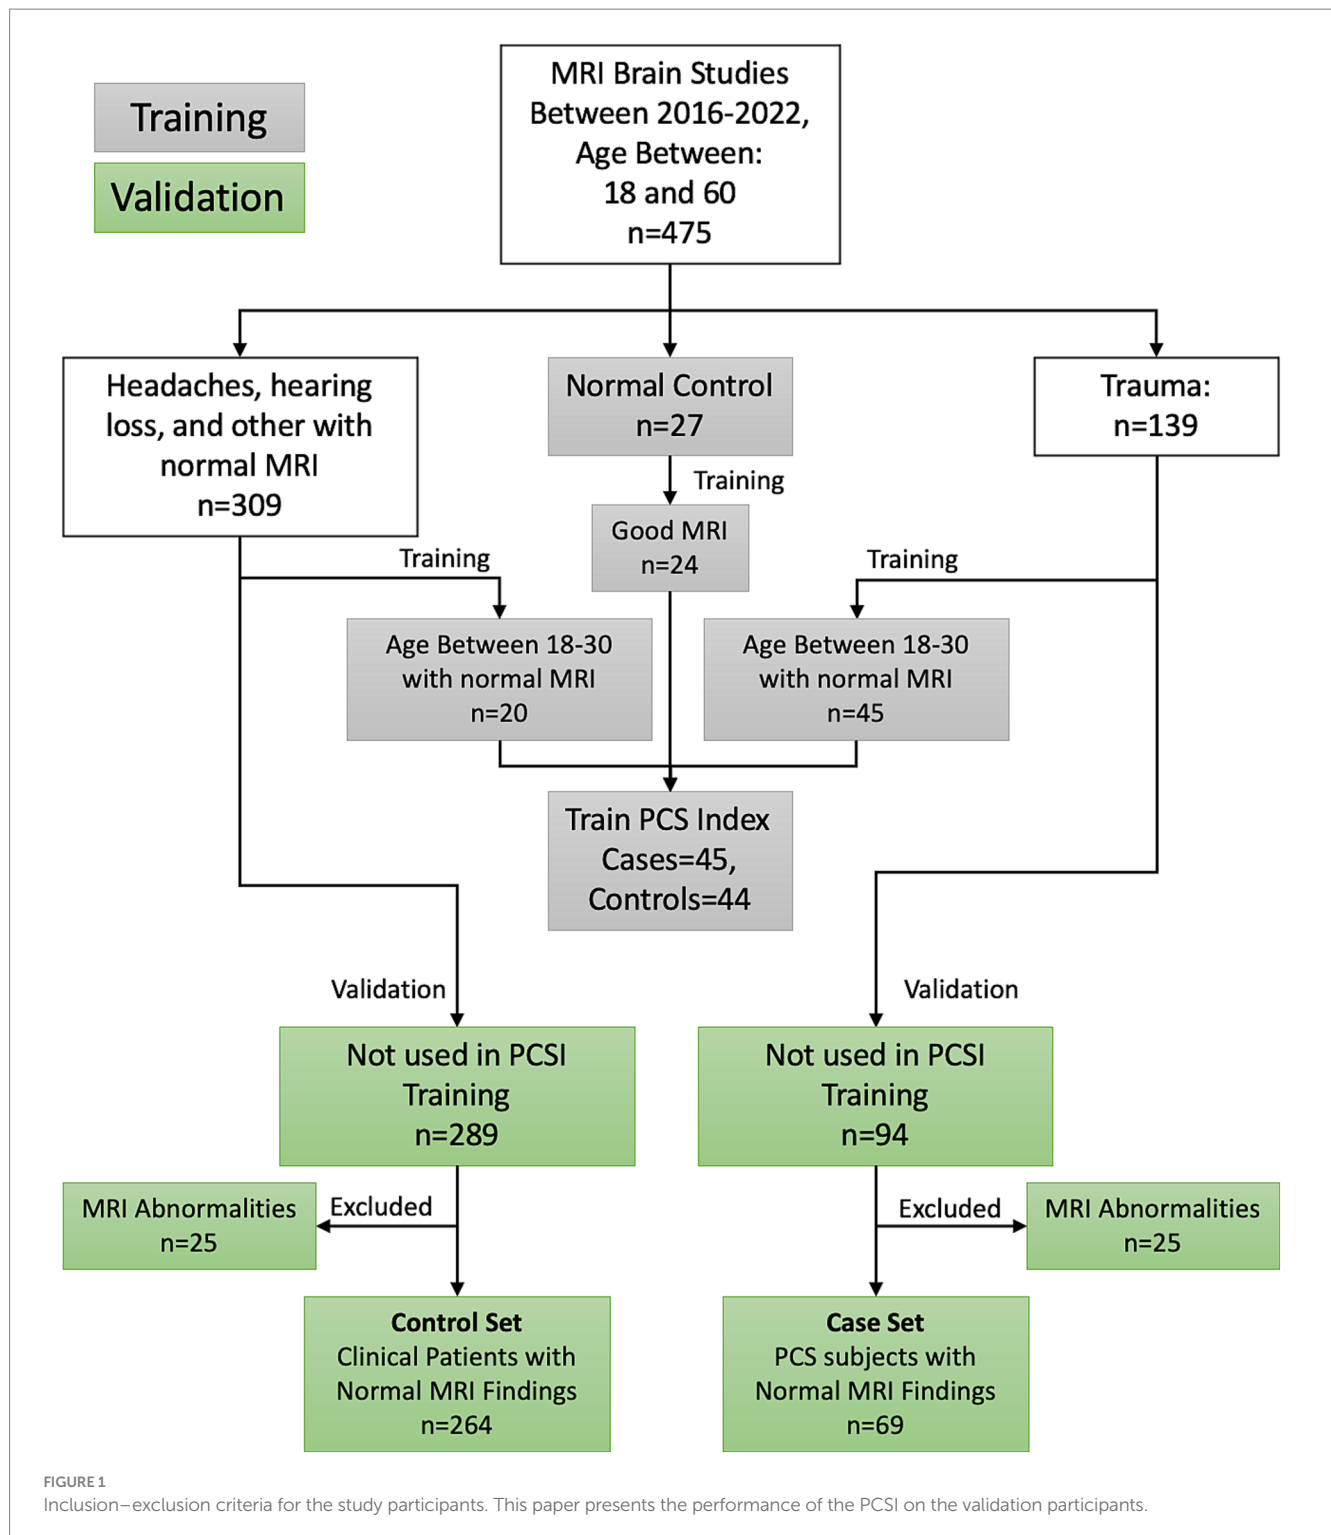 Training
Validation
MRI Brain Studies
Between 2016-2022,
Age Between:
18 and 60
n=475
Headaches, hearing
loss, and other with
normal MRI
n=309
Normal Control
n=27
Trauma:
n=139
Training
Good MRI
n=24
Training
Training
Age Between 18-30
with normal MRI
n=20
Age Between 18-30
with normal MRI
n=45
Train PCS Index
Cases=45,
Controls=44
Validation
Validation
Not used in PCSI
Training
n=289
Not used in PCSI
Training
n=94
MRI Abnormalities
n=25
Excluded
Excluded
MRI Abnormalities
n=25
Control Set
Clinical Patients with
Normal MRI Findings
n=264
Case Set
PCS subjects with
Normal MRI Findings
n=69
FIGURE 1
Inclusion–exclusion criteria for the study participants. This paper presents the performance of the PCSI on the validation participants.